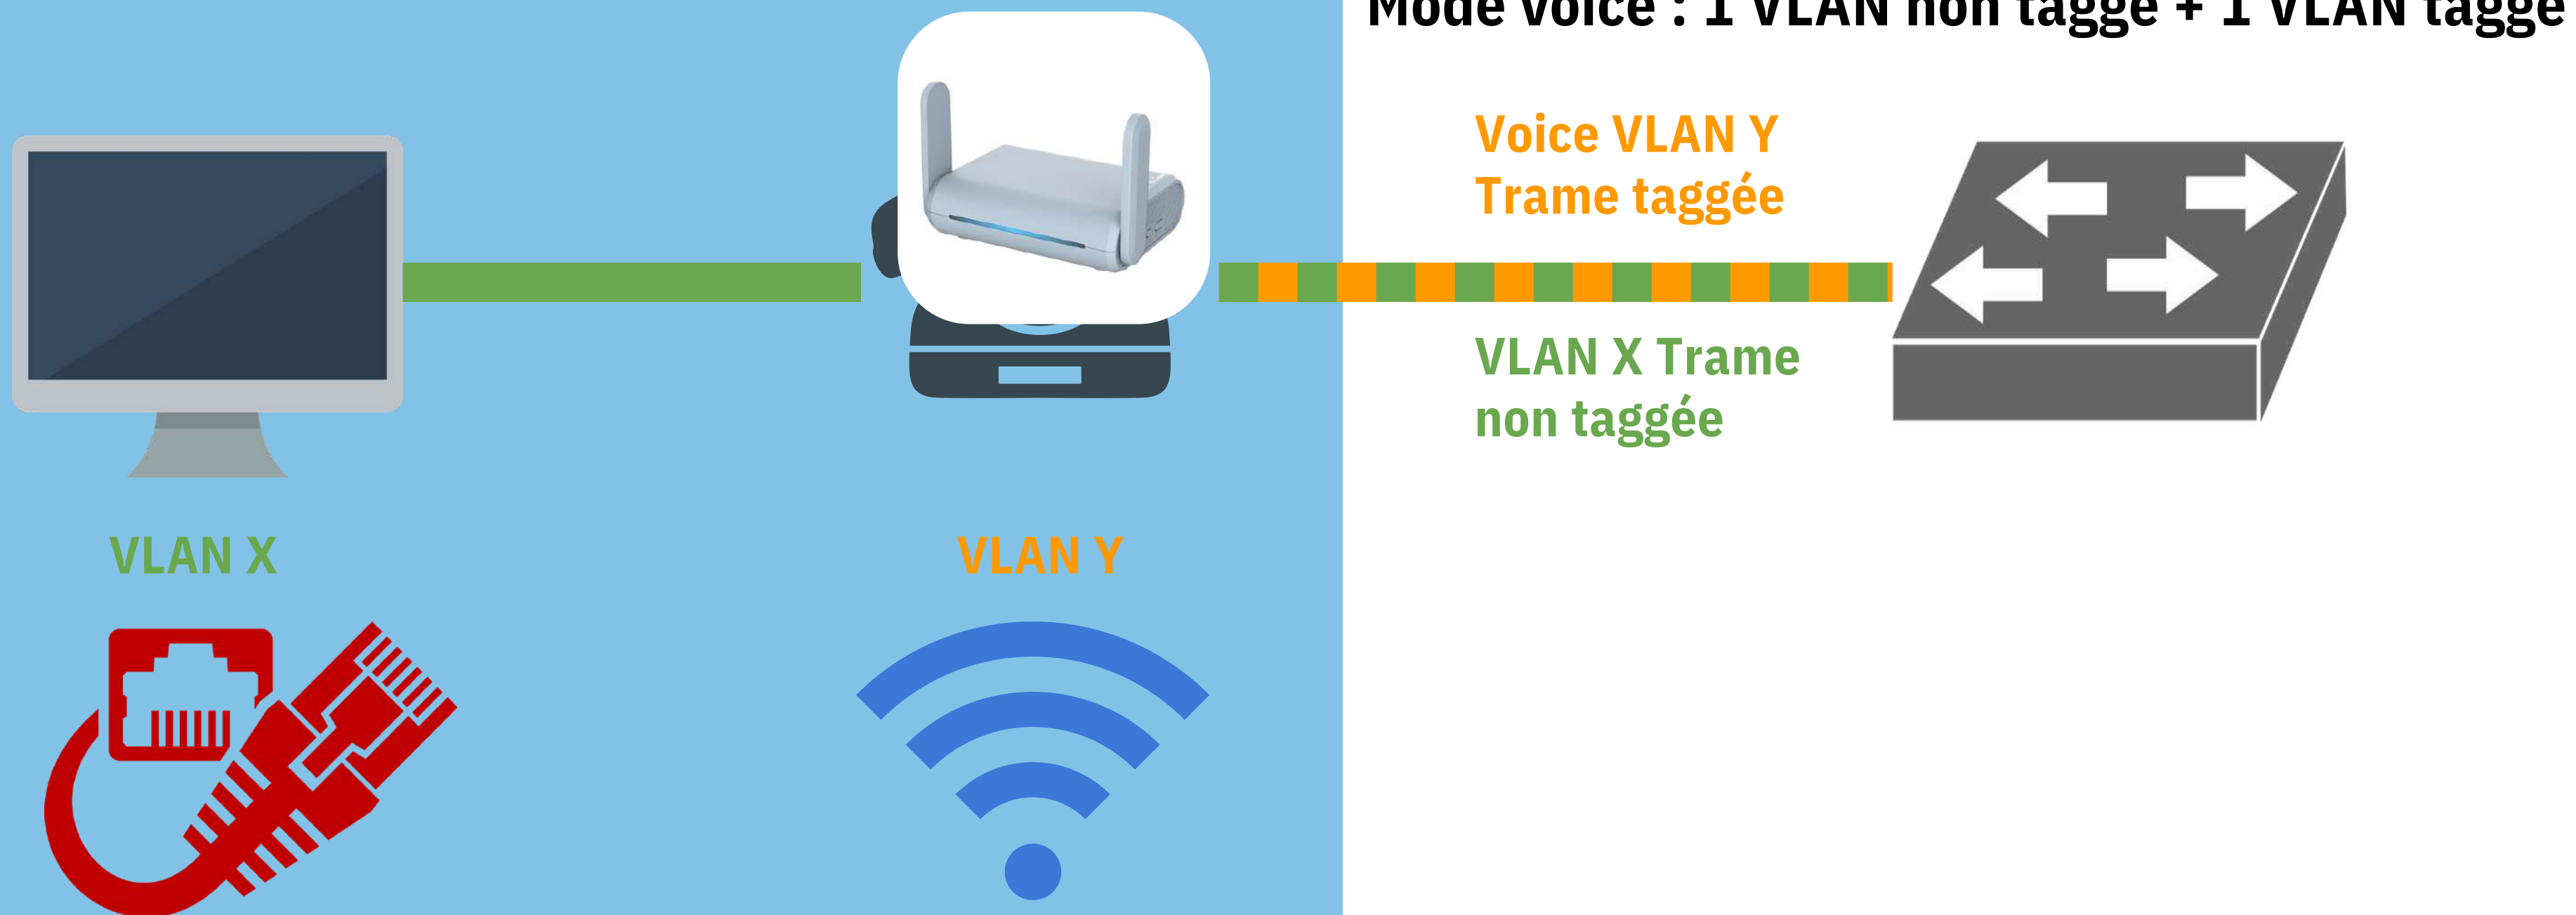 Mode voice : 1 VLAN non taggé + 1 VLAN taggé
Voice VLAN Y
Trame taggée
VLAN X Trame
non taggée
VLAN X
VLAN Y